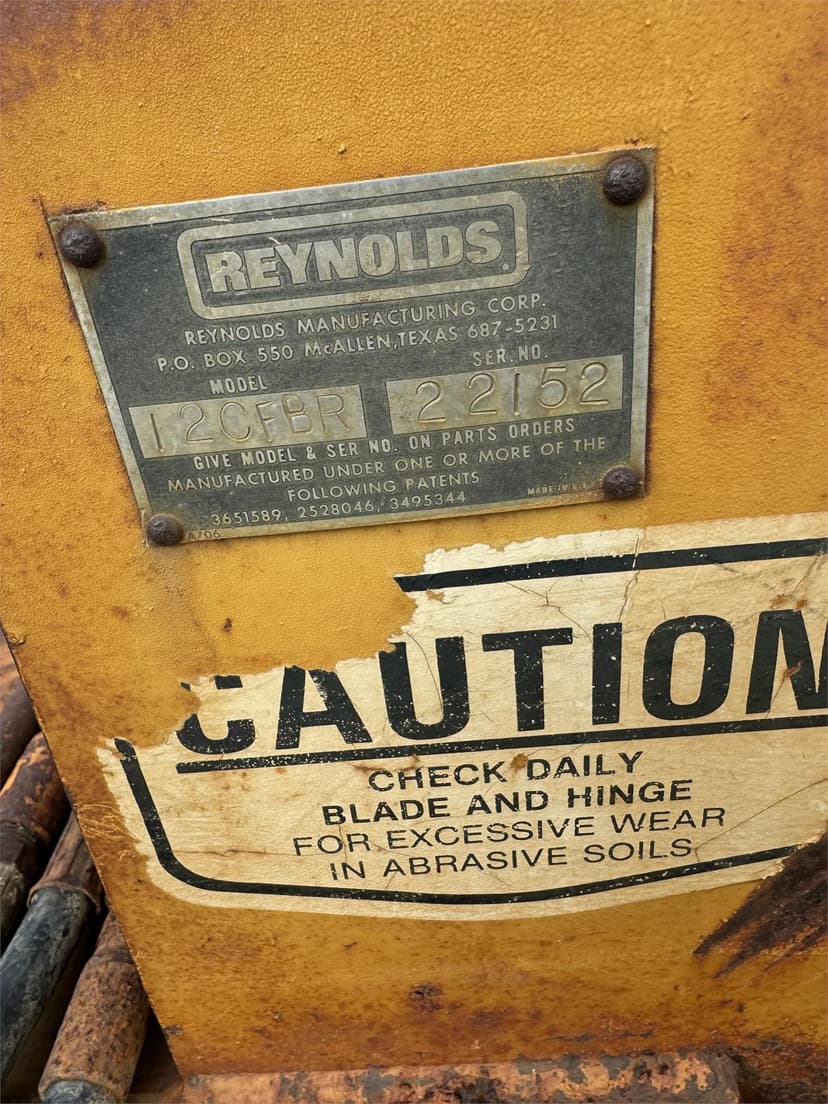 REYNOLDS
REYNOLDS MANUFACTURING CORP.
P.O. BOX 550 McALLEN, TEXAS 687-5231
MODEL SER. NO.
12CFBR 22152
GIVE MODEL & SER NO. ON PARTS ORDERS
MANUFACTURED UNDER ONE OR MORE OF THE
FOLLOWING PATENTS
3651589, 2528046, 3495344
MADE IN U.S.
CAUTION
CHECK DAILY
BLADE AND HINGE
FOR EXCESSIVE WEAR
IN ABRASIVE SOILS